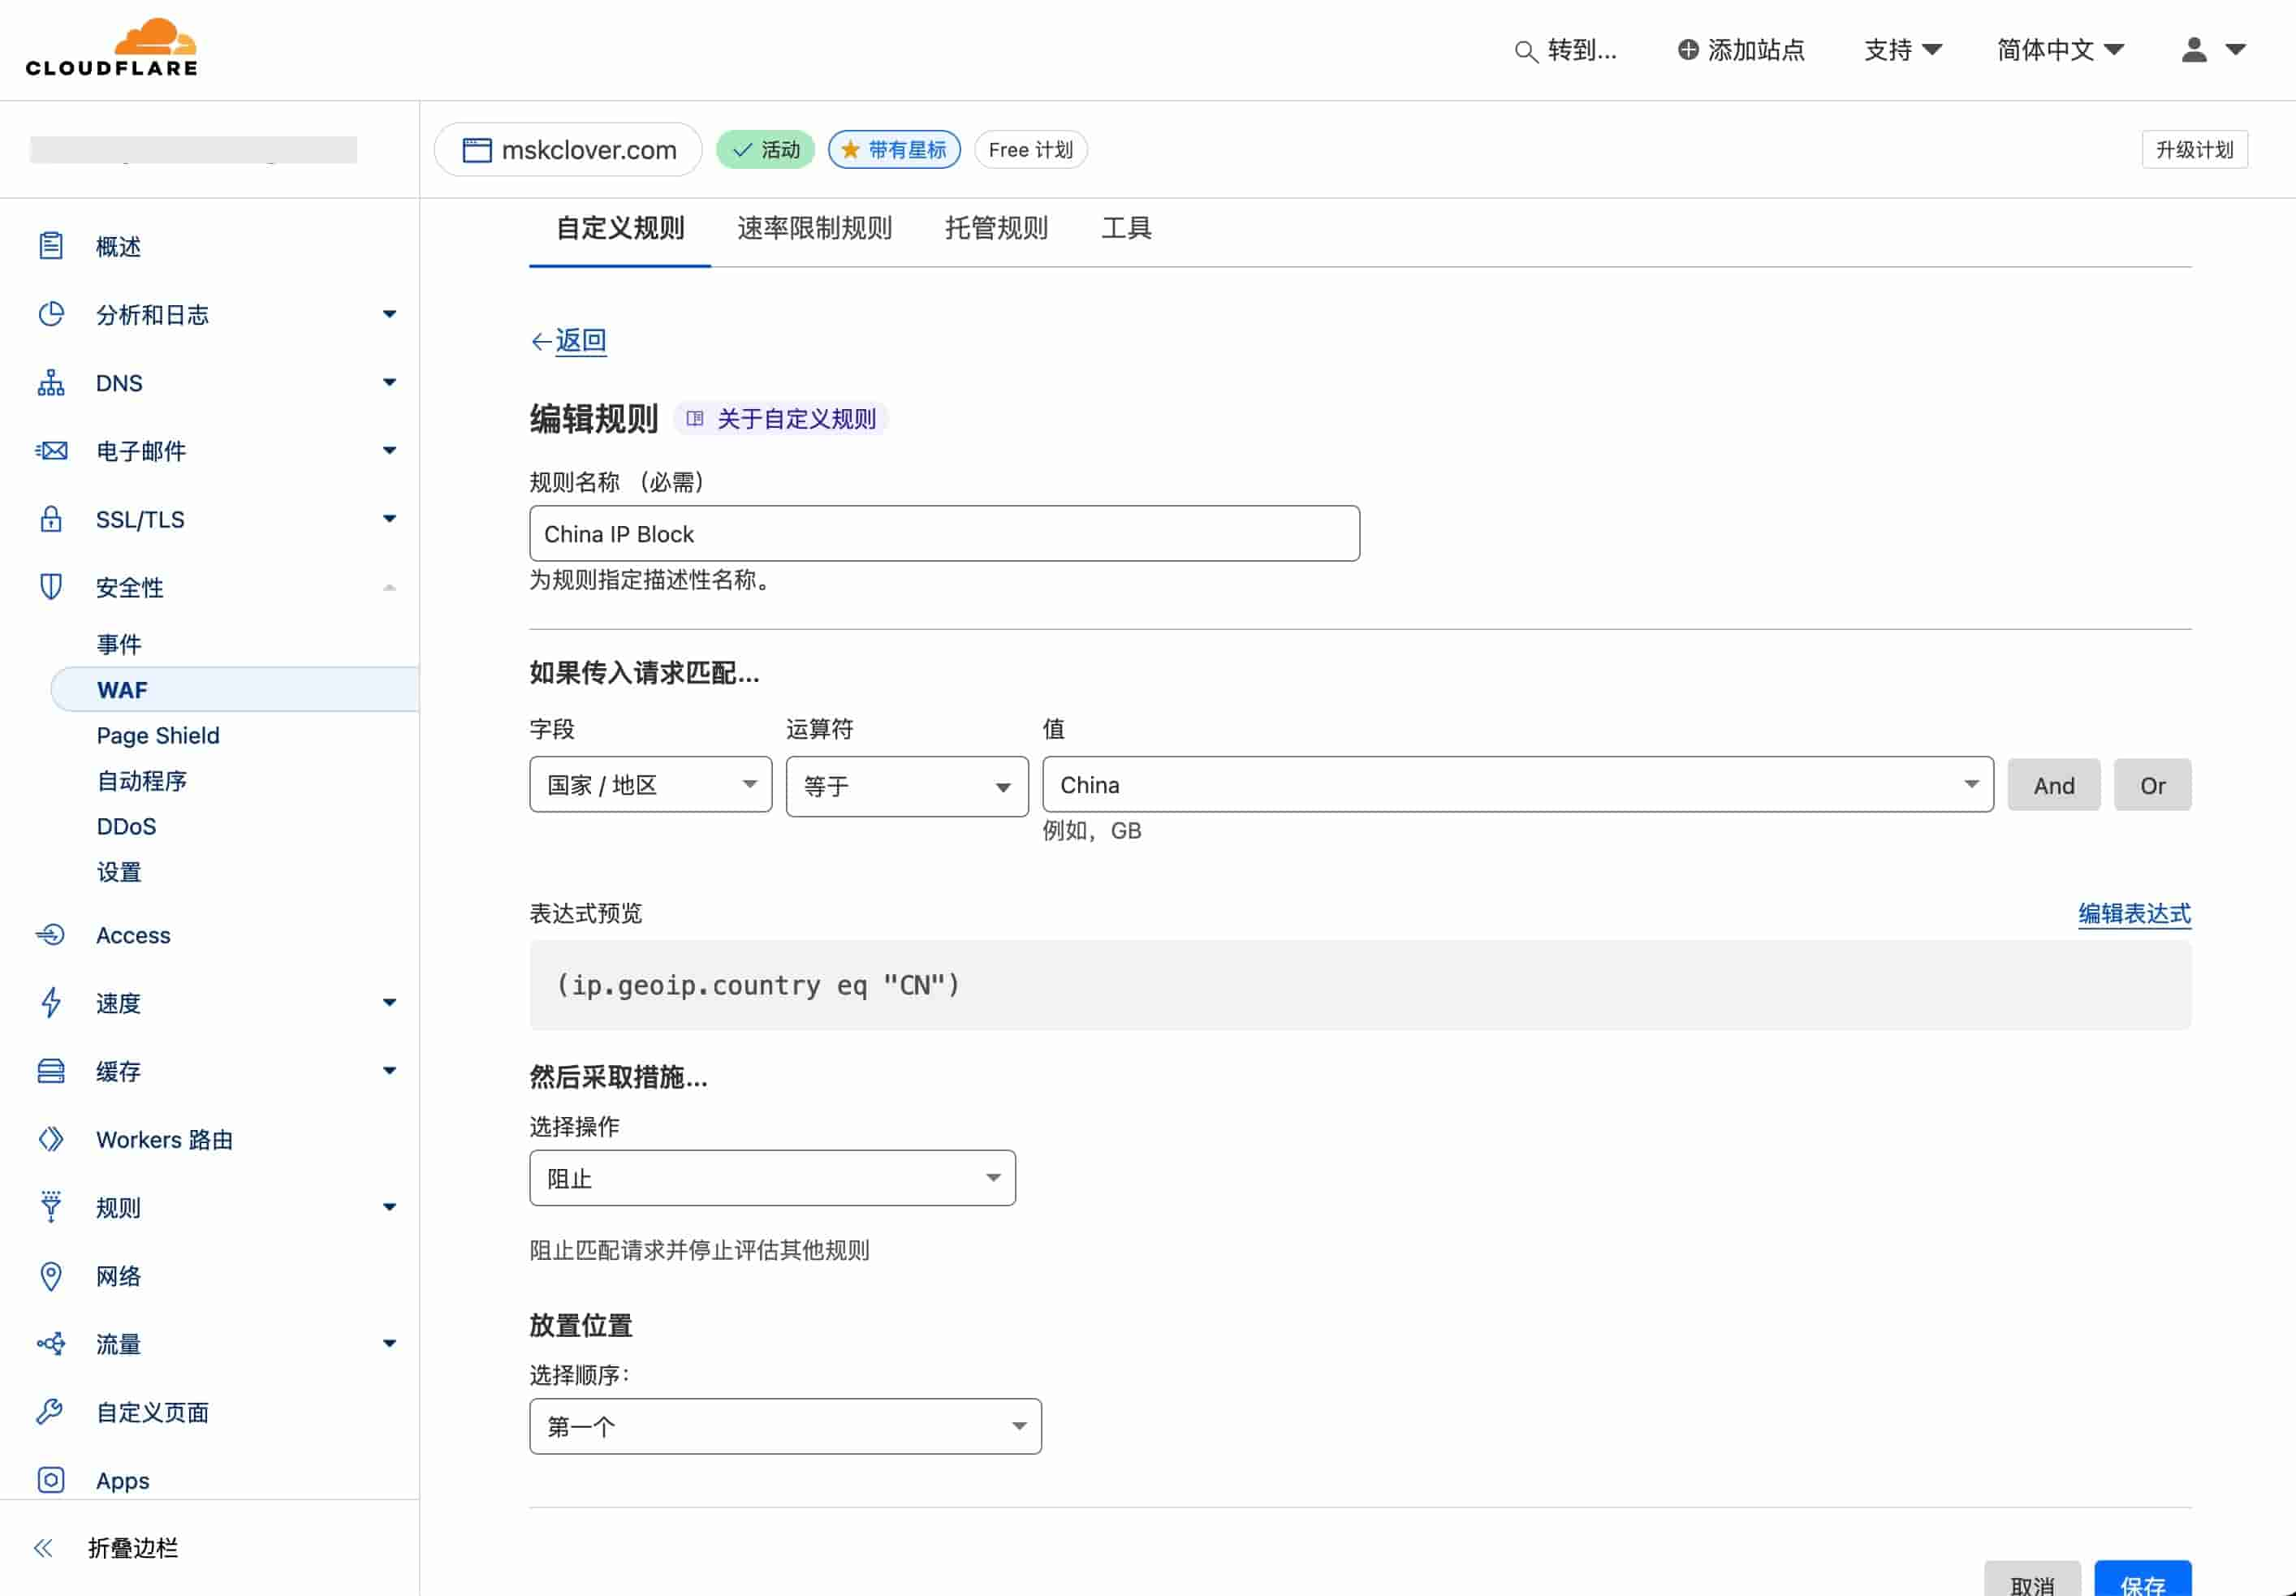 CLOUDFLARE
转到...
添加站点
支持
简体中文
mskclover.com
活动
带有星标
Free 计划
升级计划
概述
分析和日志
DNS
电子邮件
SSL/TLS
安全性
事件
WAF
Page Shield
自动程序
DDoS
设置
Access
速度
缓存
Workers 路由
规则
网络
流量
自定义页面
Apps
折叠边栏
自定义规则
速率限制规则
托管规则
工具
返回
编辑规则
关于自定义规则
规则名称 （必需）
China IP Block
为规则指定描述性名称。
如果传入请求匹配...
字段
运算符
值
国家 / 地区
等于
China
And
Or
例如，GB
表达式预览
编辑表达式
(ip.geoip.country eq "CN")
然后采取措施...
选择操作
阻止
阻止匹配请求并停止评估其他规则
放置位置
选择顺序：
第一个
取消
保存